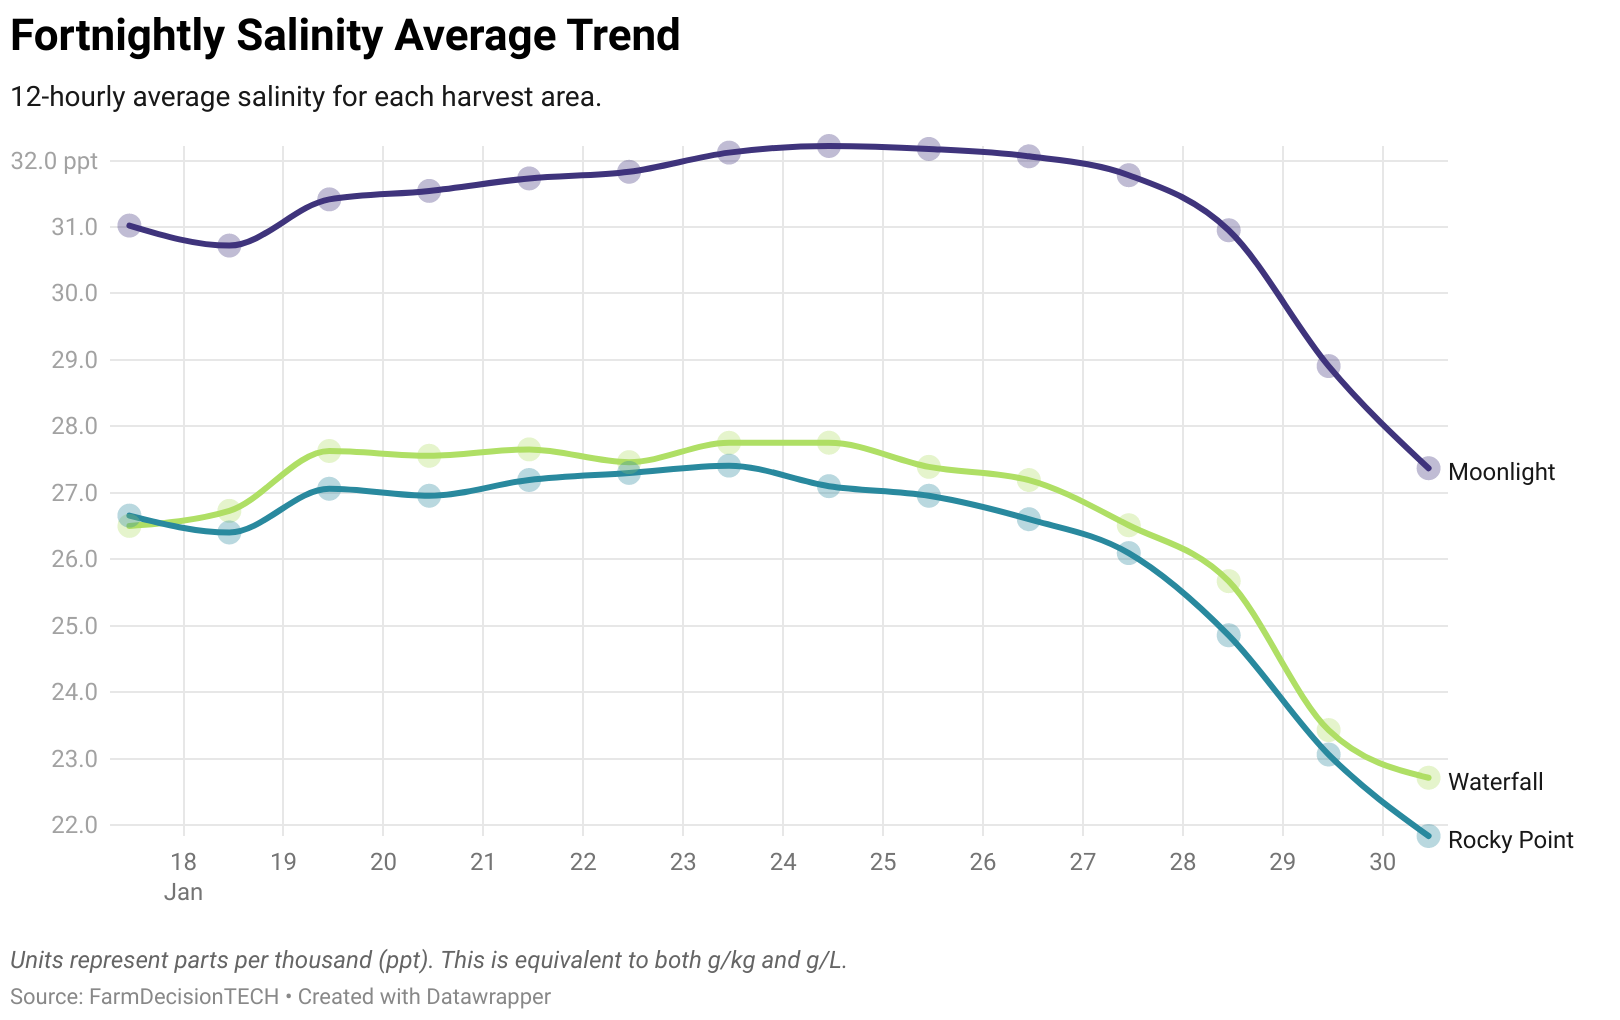 Fortnightly Salinity Average Trend
12-hourly average salinity for each harvest area.
32.0 ppt
31.0
30.0
29.0
28.0
27.0
26.0
25.0
24.0
23.0
22.0
Moonlight
Waterfall
Rocky Point
18 19 20 21 22 23 24 25 26 27 28 29 30
Jan
Units represent parts per thousand (ppt). This is equivalent to both g/kg and g/L.
Source: FarmDecisionTECH • Created with Datawrapper